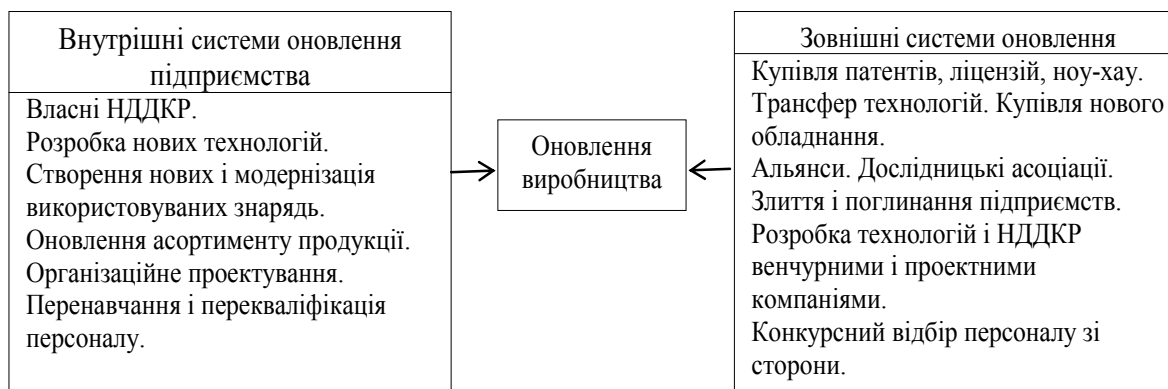 Внутрішні системи оновлення
підприємства
Власні НДДКР.
Розробка нових технологій.
Створення нових і модернізація
використовуваних знарядь.
Оновлення асортименту продукції.
Організаційне проектування.
Перенавчання і перекваліфікація
персоналу.
Оновлення
виробництва
Зовнішні системи оновлення
Купівля патентів, ліцензій, ноу-хау.
Трансфер технологій. Купівля нового
обладнання.
Альянси. Дослідницькі асоціації.
Злиття і поглинання підприємств.
Розробка технологій і НДДКР
венчурними і проектними
компаніями.
Конкурсний відбір персоналу зі
сторони.